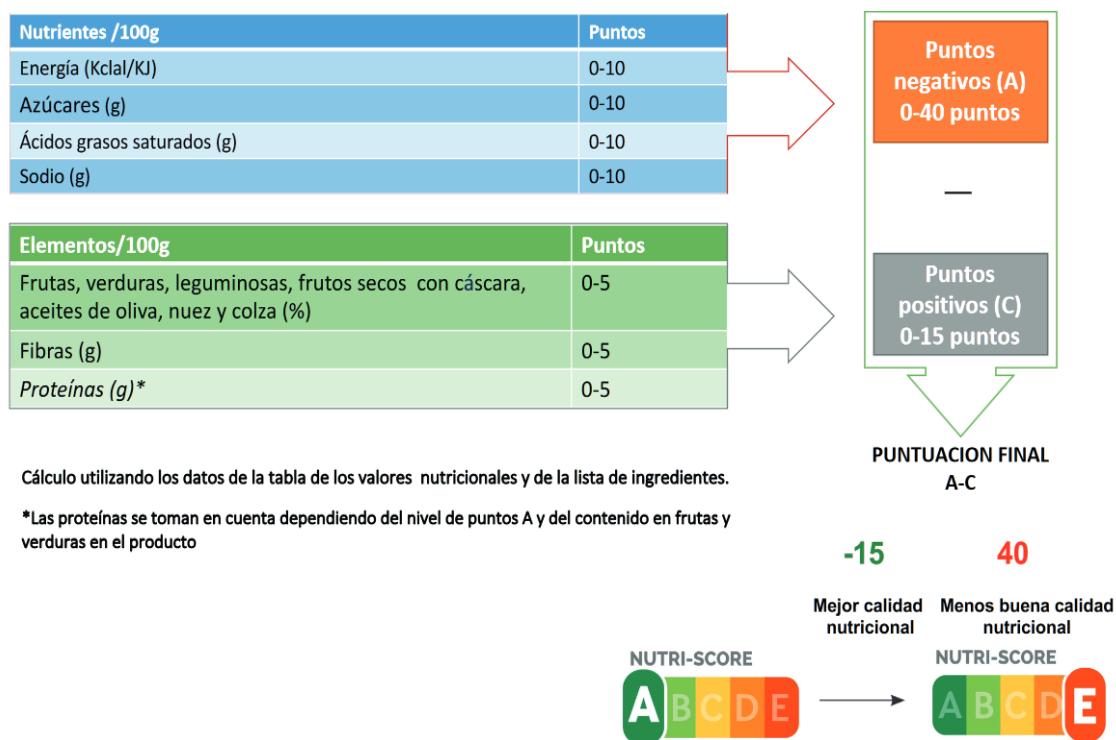 Nutrientes /100g Puntos
Energía (Kclal/KJ) 0-10
Azúcares (g) 0-10
Ácidos grasos saturados (g) 0-10
Sodio (g) 0-10
Puntos
negativos (A)
0-40 puntos
—
Elementos/100g Puntos
Frutas, verduras, leguminosas, frutos secos con cáscara, 0-5
aceites de oliva, nuez y colza (%)
Fibras (g) 0-5
Proteínas (g)* 0-5
Puntos
positivos (C)
0-15 puntos
PUNTUACION FINAL
A-C
Cálculo utilizando los datos de la tabla de los valores nutricionales y de la lista de ingredientes.
*Las proteínas se toman en cuenta dependiendo del nivel de puntos A y del contenido en frutas y
verduras en el producto
-15 40
Mejor calidad
nutricional
Menos buena calidad
nutricional
NUTRI-SCORE
A B C D E
NUTRI-SCORE
A B C D E